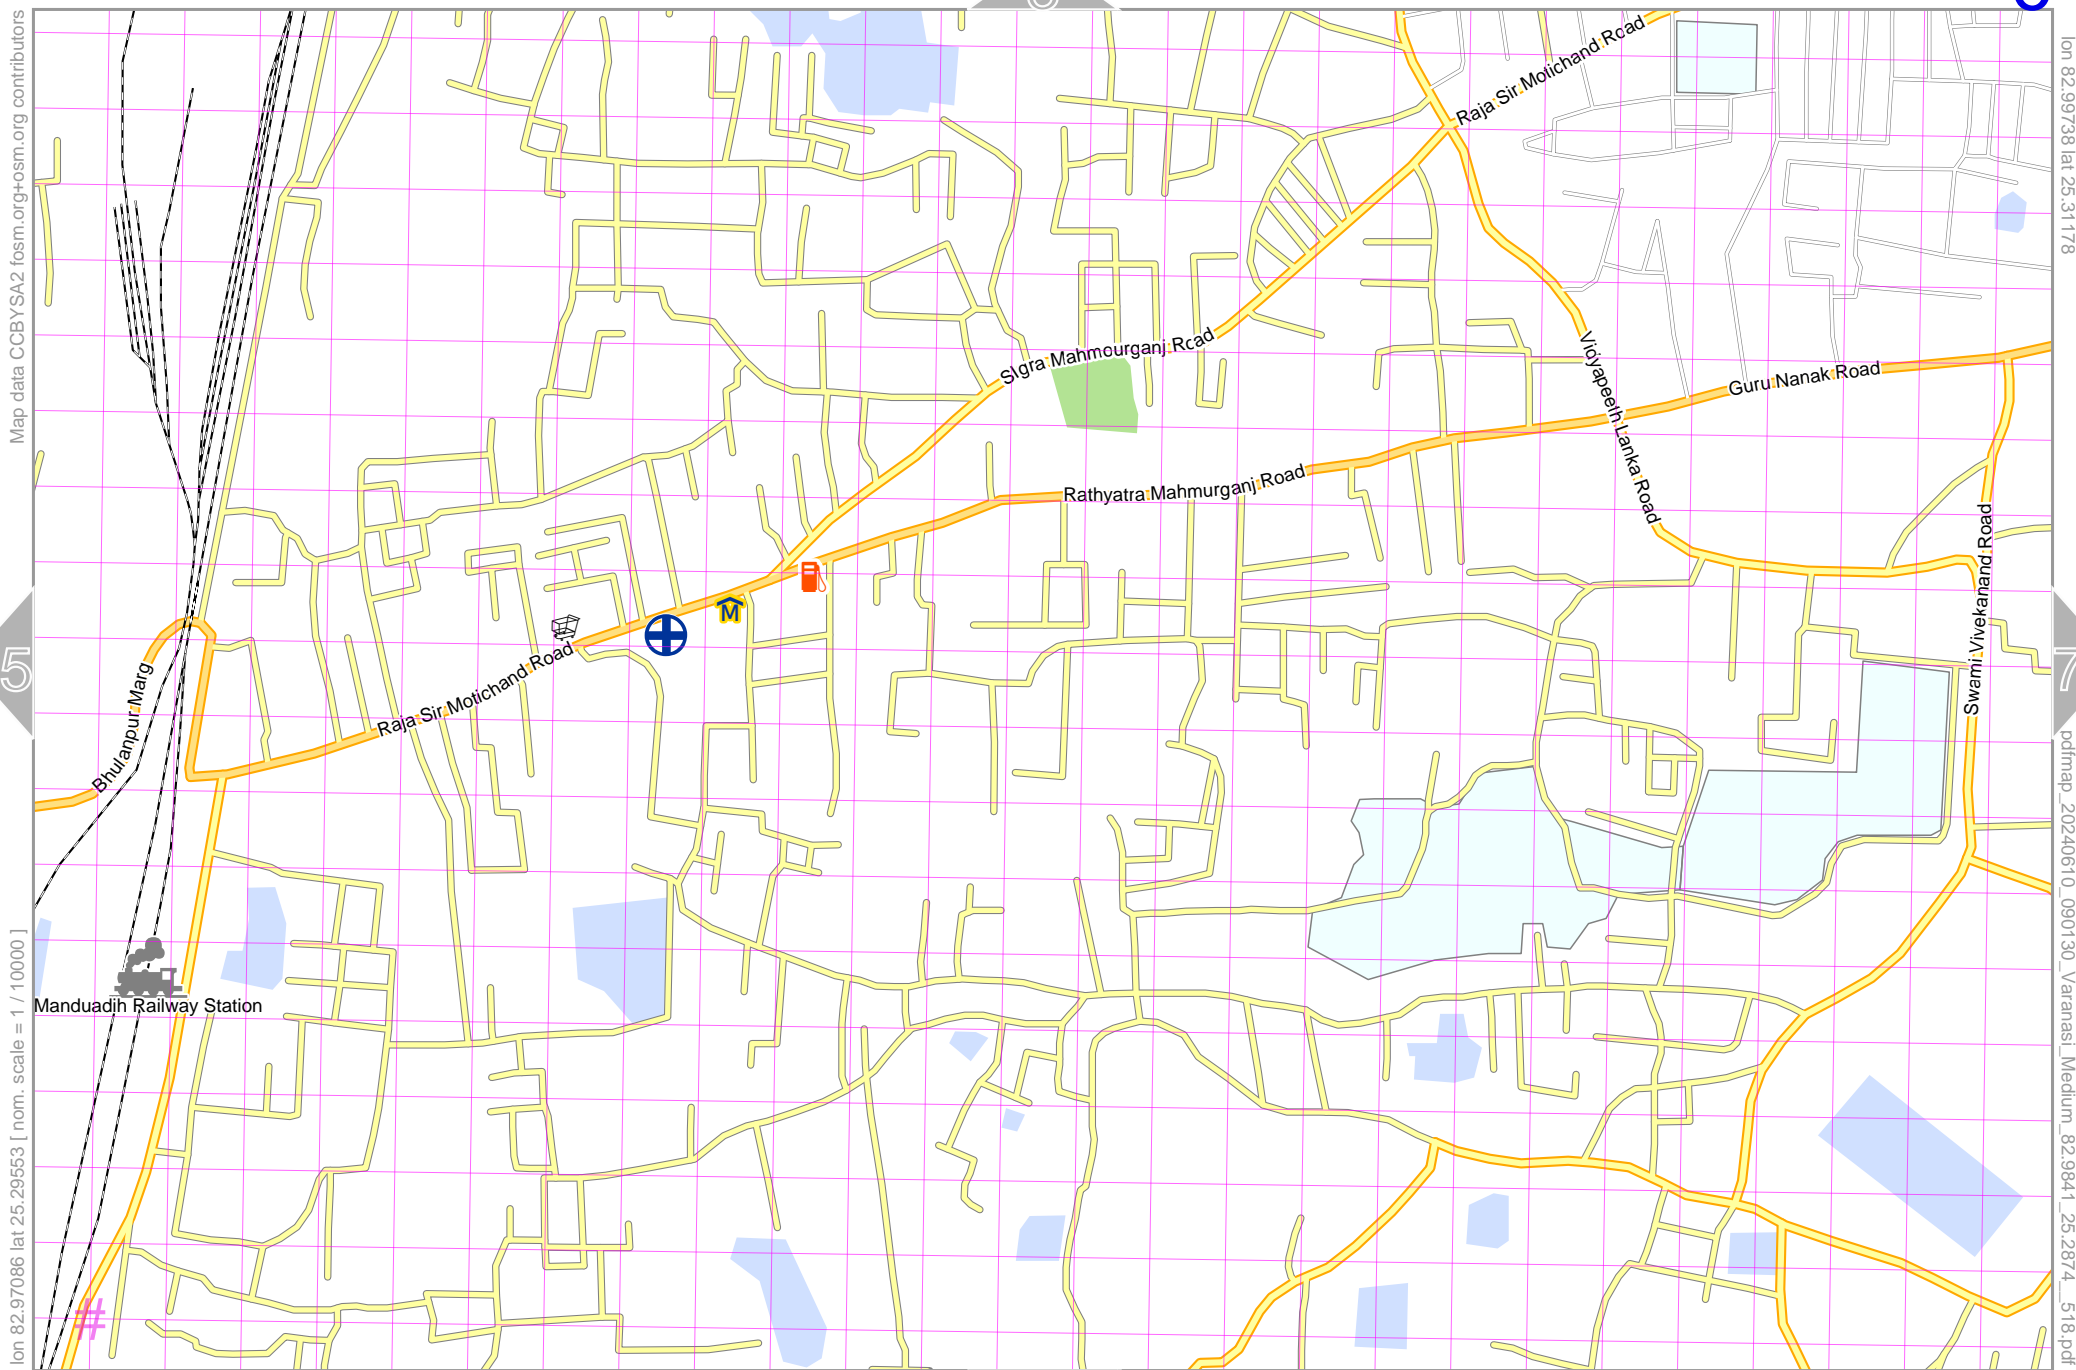 Map data CCBYSA2 fosm.org+osm.org contributors
lon 82.99738 lat 25.31178
Raja Sir Motichand Road
SIgra Mahmourganj Road
Guru Nanak Road
Vidyapeeth Lanka Road
Rathyatra Mahmurganj Road
Swami Vivekanand Road
M
5
7
Raja Sir Motichand Road
Bhulanpur Marg
Manduadih Railway Station
lon 82.97086 lat 25.29553 [ nom. scale = 1 / 10000 ]
pdfmap_20240610_090130_Varanasi_Medium_82.9841_25.2874__518.pdf
#